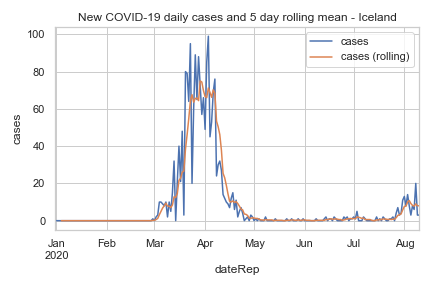 New COVID-19 daily cases and 5 day rolling mean - Iceland
cases
cases (rolling)
100
80
60
40
20
0
cases
Jan Feb Mar Apr May Jun Jul Aug
2020
dateRep